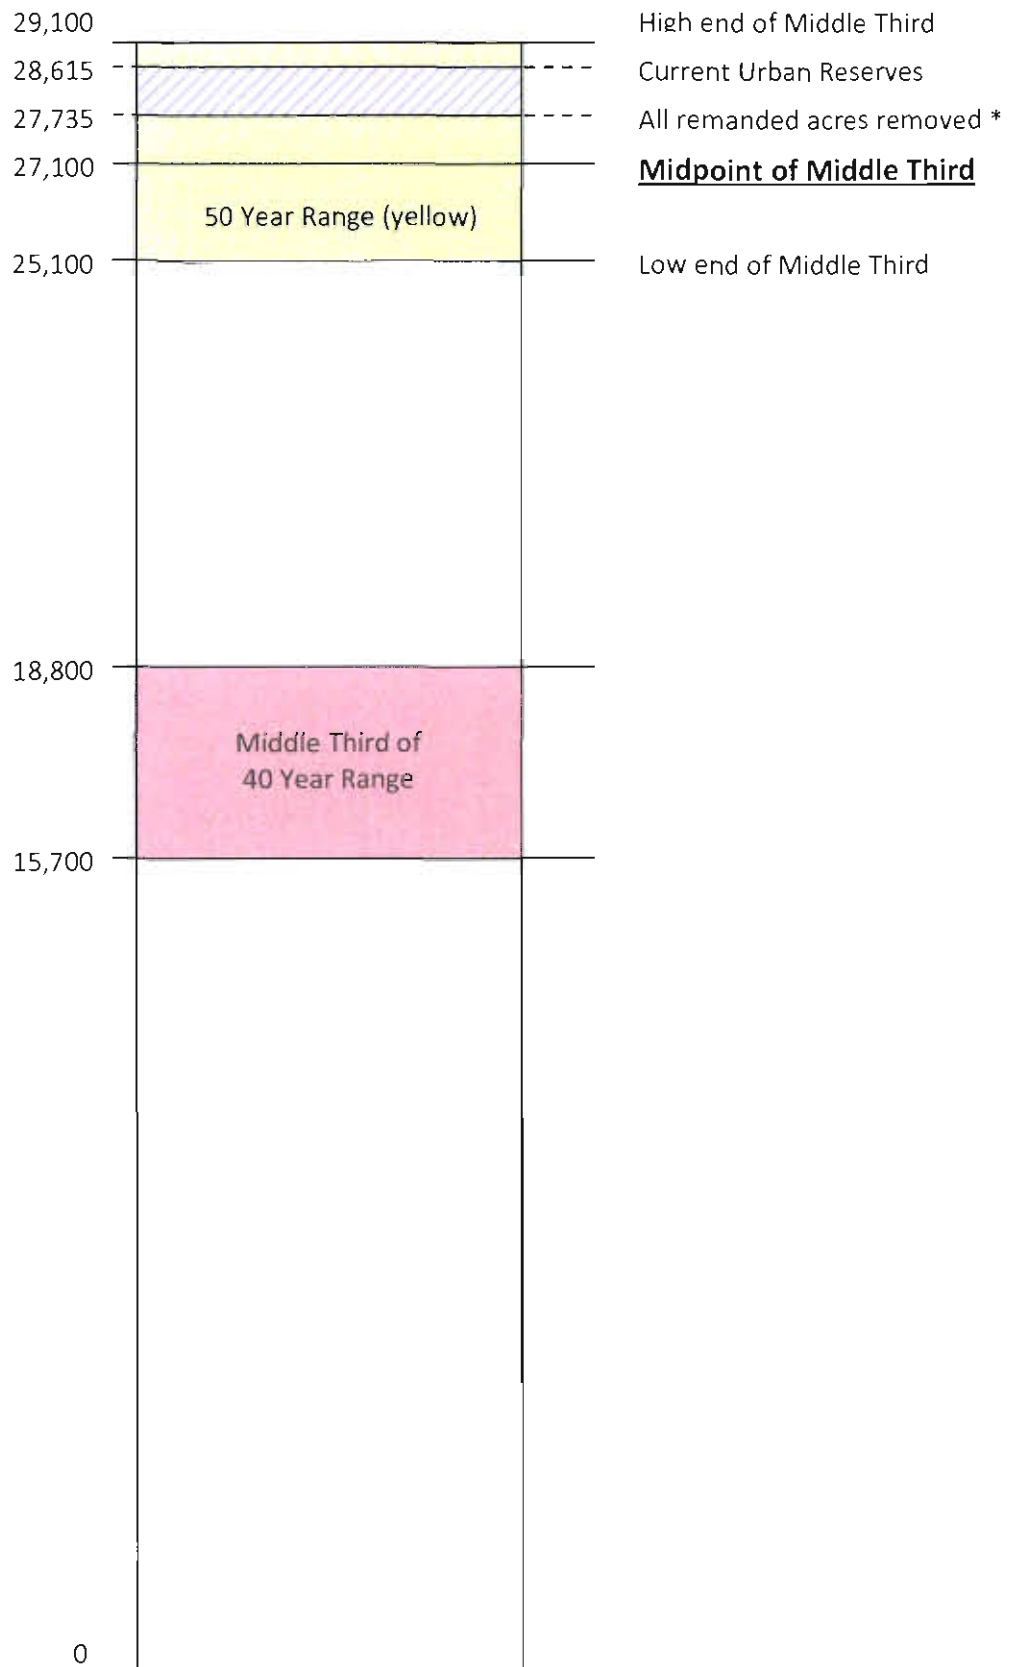 29,100 High end of Middle Third
28,615 Current Urban Reserves
27,735 All remanded acres removed *
27,100 Midpoint of Middle Third
50 Year Range (yellow)
25,100 Low end of Middle Third
18,800
Middle Third of
40 Year Range
15,700
0